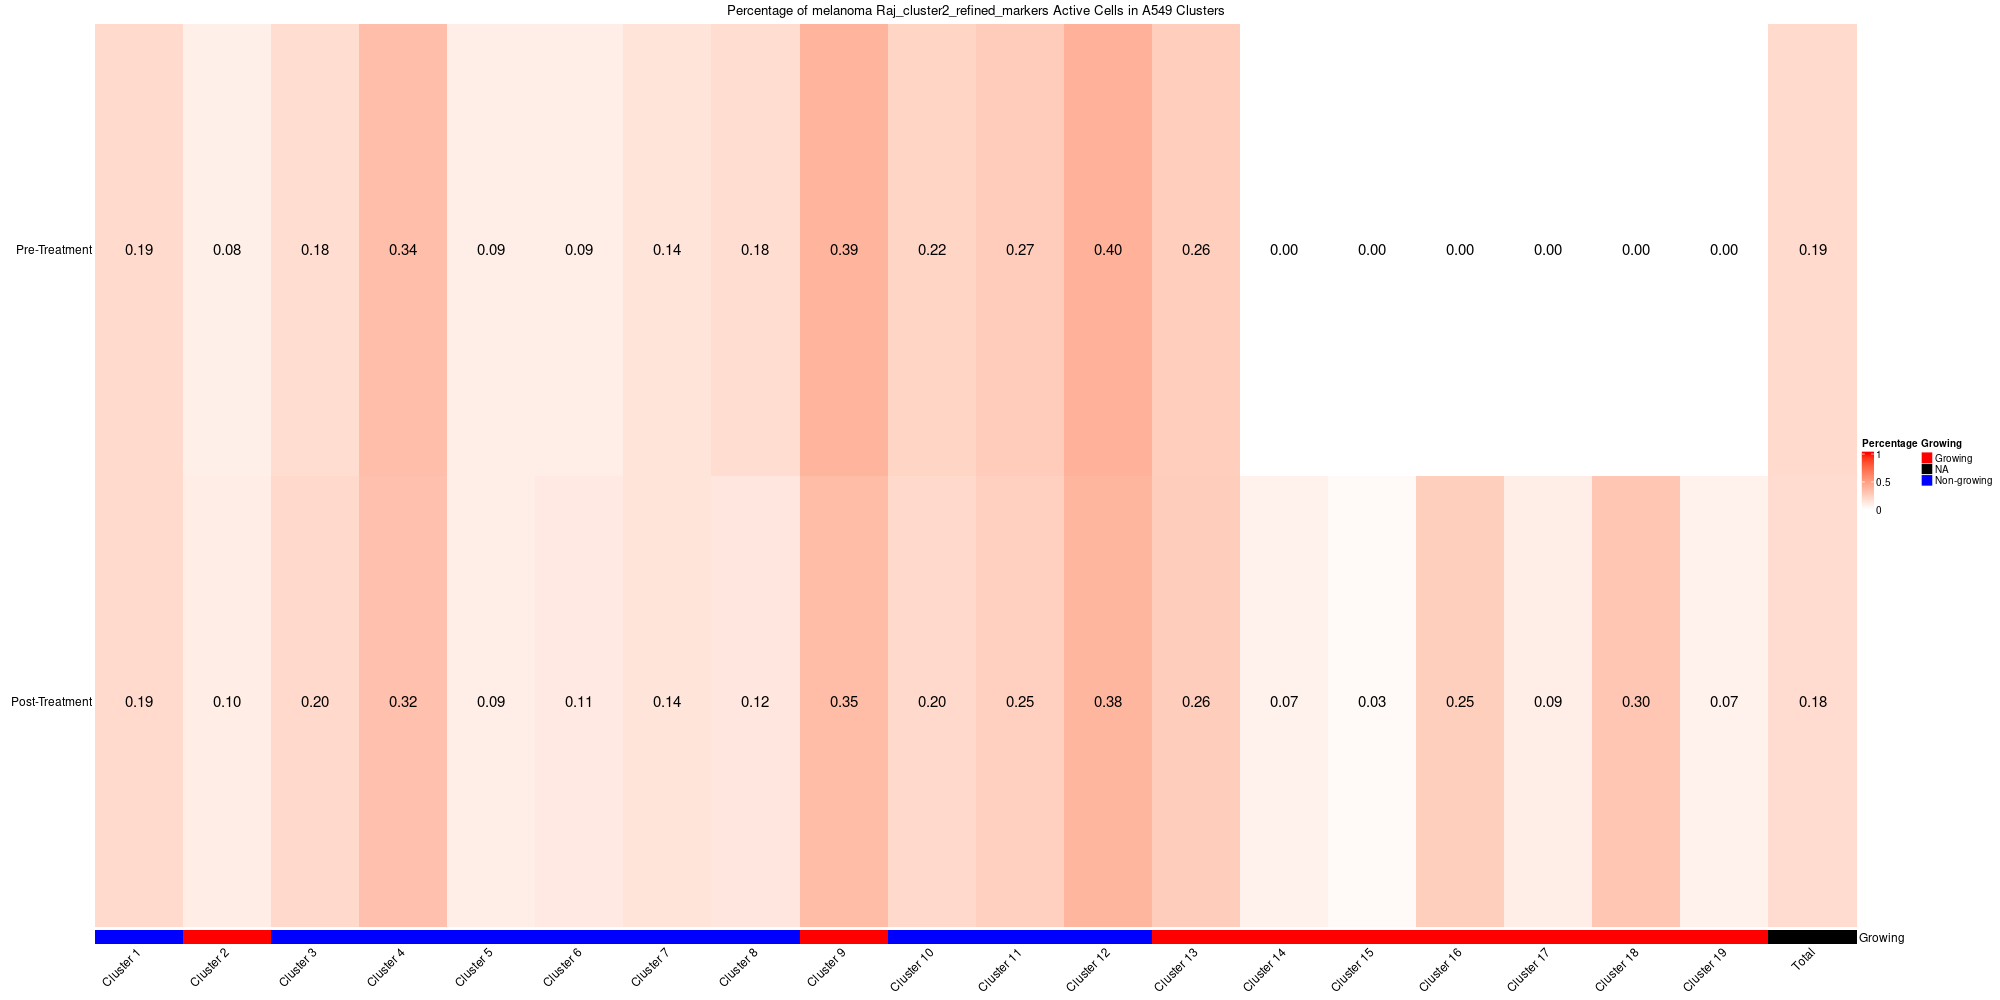 Percentage of melanoma Raj_cluster2_refined_markers Active Cells in A549 Clusters
Pre-Treatment 0.19 0.08 0.18 0.34 0.09 0.09 0.14 0.18 0.39 0.22 0.27 0.40 0.26 0.00 0.00 0.00 0.00 0.00 0.00 0.19
Post-Treatment 0.19 0.10 0.20 0.32 0.09 0.11 0.14 0.12 0.35 0.20 0.25 0.38 0.26 0.07 0.03 0.25 0.09 0.30 0.07 0.18
Growing
Cluster 1 Cluster 2 Cluster 3 Cluster 4 Cluster 5 Cluster 6 Cluster 7 Cluster 8 Cluster 9 Cluster 10 Cluster 11 Cluster 12 Cluster 13 Cluster 14 Cluster 15 Cluster 16 Cluster 17 Cluster 18 Cluster 19 Total
Percentage Growing
1 Growing
NA
0.5 Non-growing
0